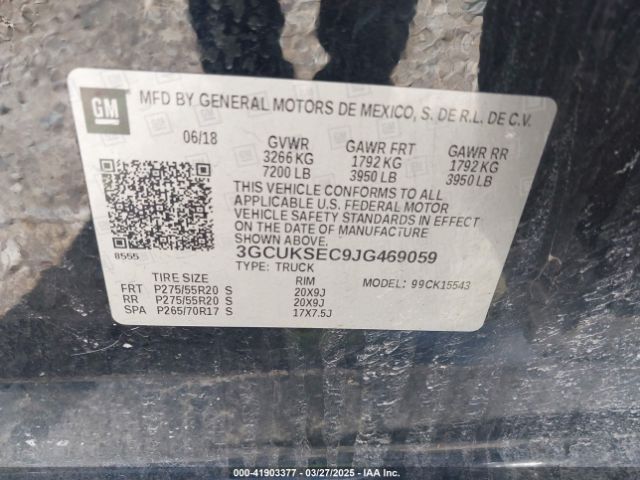 GM
MFD BY GENERAL MOTORS DE MEXICO, S. DE R.L. DE C.V.
06/18 GVWR GAWR FRT GAWR RR
3266 KG 1792 KG 1792 KG
7200 LB 3950 LB 3950 LB
THIS VEHICLE CONFORMS TO ALL
APPLICABLE U.S. FEDERAL MOTOR
VEHICLE SAFETY STANDARDS IN EFFECT
ON THE DATE OF MANUFACTURE
SHOWN ABOVE.
8555
3GCUKSEC9JG469059
TYPE: TRUCK
MODEL: 99CK15543
TIRE SIZE RIM
FRT P275/55R20 S 20X9J
RR P275/55R20 S 20X9J
SPA P265/70R17 S 17X7.5J
000-41903377 — 03/27/2025 — IAA Inc.